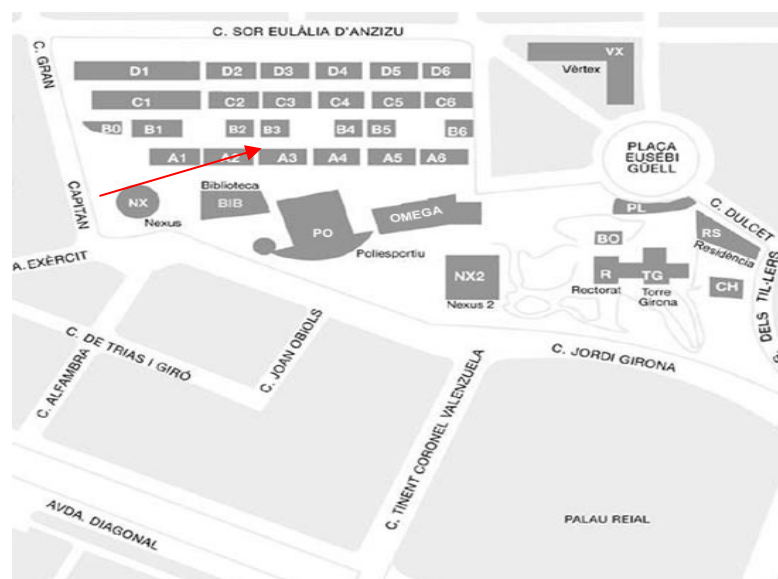 C. SOR EULÀLIA D'ANZIZU
C. GRAN
CAPITAN
VX
Vèrtex
D1 D2 D3 D4 D5 D6
C1 C2 C3 C4 C5 C6
B0 B1 B2 B3 B4 B5 B6
A1 A2 A3 A4 A5 A6
PLAÇA
EUSÉBI
GÜELL
NX
Nexus
Biblioteca
BIB
PO
Poliesportiu
OMEGA
NX2
Nexus 2
PL
BO
R
Rectorat
TG
Torre
Girona
RS
Residència
CH
C. DULCET
DELS TIL·LERS
A. EXÈRCIT
C. DE TRIAS I GIRÓ
C. JOAN OBIOLS
C. ALFAMBRA
C. JORDI GIRONA
C. TINENT CORONEL VALENZUELA
AVDA. DIAGONAL
PALAU REIAL